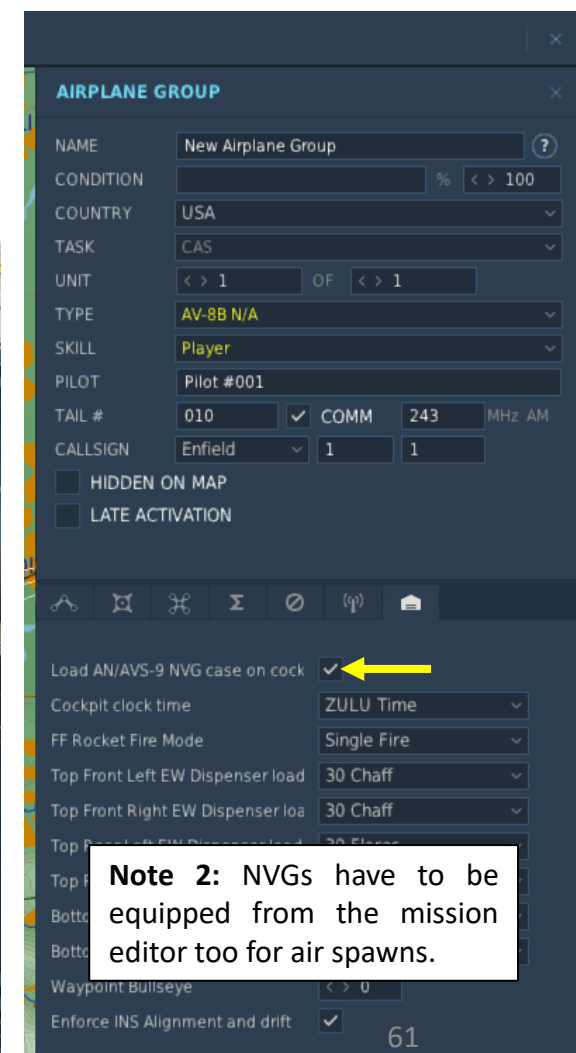 AIRPLANE GROUP
NAME New Airplane Group ?
CONDITION % < > 100
COUNTRY USA
TASK CAS
UNIT < > 1 OF < > 1
TYPE AV-8B N/A
SKILL Player
PILOT Pilot #001
TAIL # 010 COMM 243 MHz AM
CALLSIGN Enfield 1 1
HIDDEN ON MAP
LATE ACTIVATION
Load AN/AVS-9 NVG case on cock
Cockpit clock time ZULU Time
FF Rocket Fire Mode Single Fire
Top Front Left EW Dispenser load 30 Chaff
Top Front Right EW Dispenser loa 30 Chaff
Top
Top
Note 2: NVGs have to be
equipped from the mission
editor too for air spawns.
Waypoint Bullseye < > 0
Enforce INS Alignment and drift
61